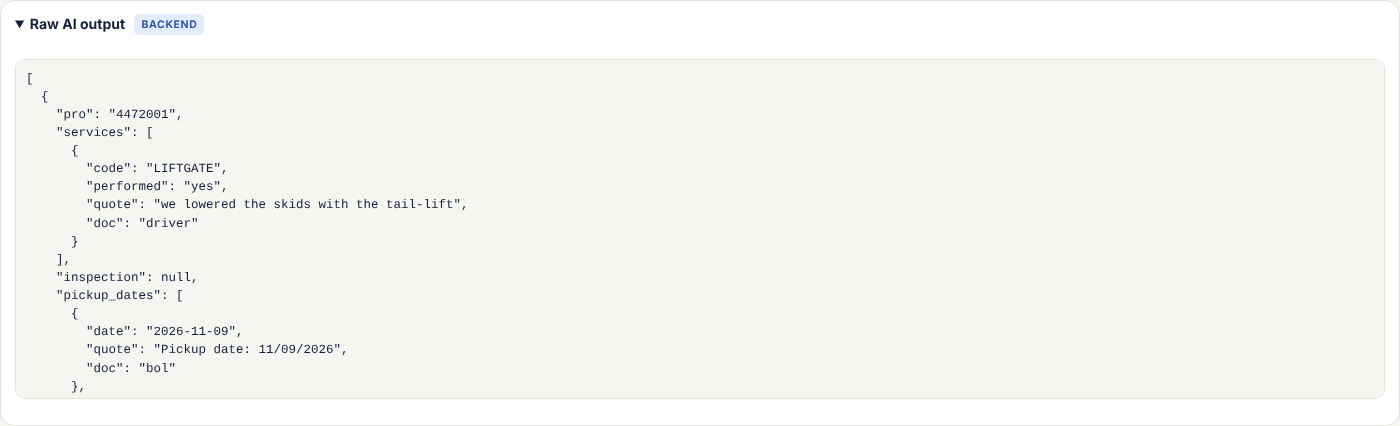 ▼ Raw AI output BACKEND
[
  {
    "pro": "4472001",
    "services": [
      {
        "code": "LIFTGATE",
        "performed": "yes",
        "quote": "we lowered the skids with the tail-lift",
        "doc": "driver"
      }
    ],
    "inspection": null,
    "pickup_dates": [
      {
        "date": "2026-11-09",
        "quote": "Pickup date: 11/09/2026",
        "doc": "bol"
      },